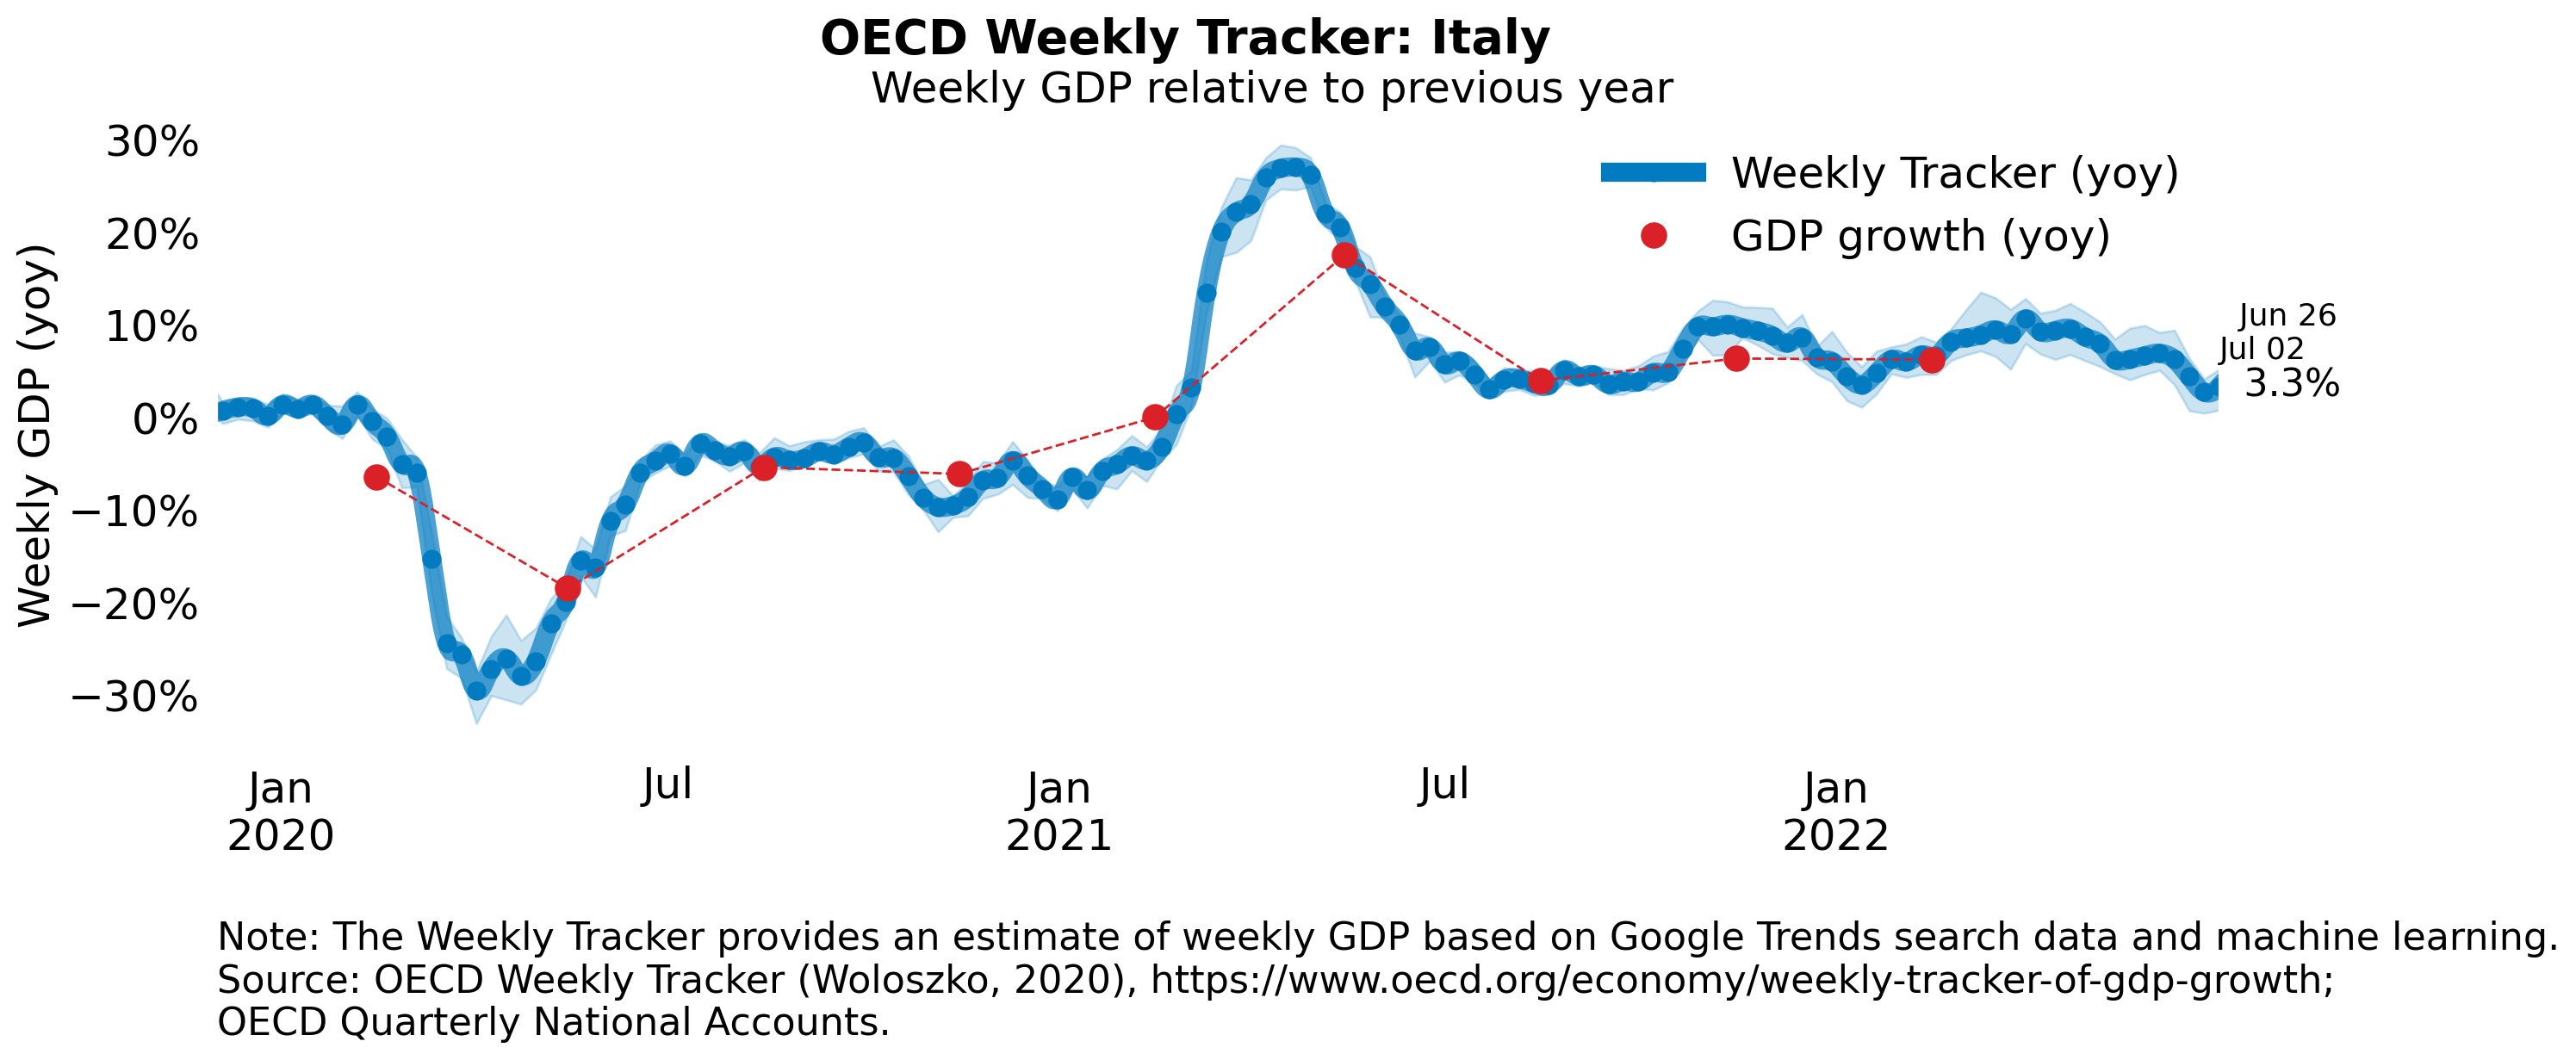 OECD Weekly Tracker: Italy
Weekly GDP relative to previous year
Weekly GDP (yoy)
30%
20%
10%
0%
−10%
−20%
−30%
Weekly Tracker (yoy)
GDP growth (yoy)
Jun 26
Jul 02
3.3%
Jan
2020
Jul
Jan
2021
Jul
Jan
2022
Note: The Weekly Tracker provides an estimate of weekly GDP based on Google Trends search data and machine learning.
Source: OECD Weekly Tracker (Woloszko, 2020), https://www.oecd.org/economy/weekly-tracker-of-gdp-growth;
OECD Quarterly National Accounts.